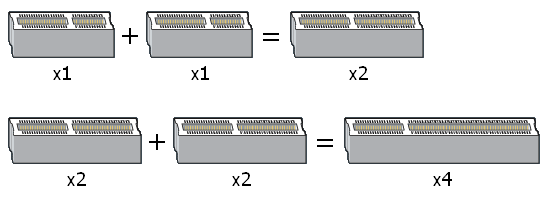 + =
x1 x1 x2
+ =
x2 x2 x4